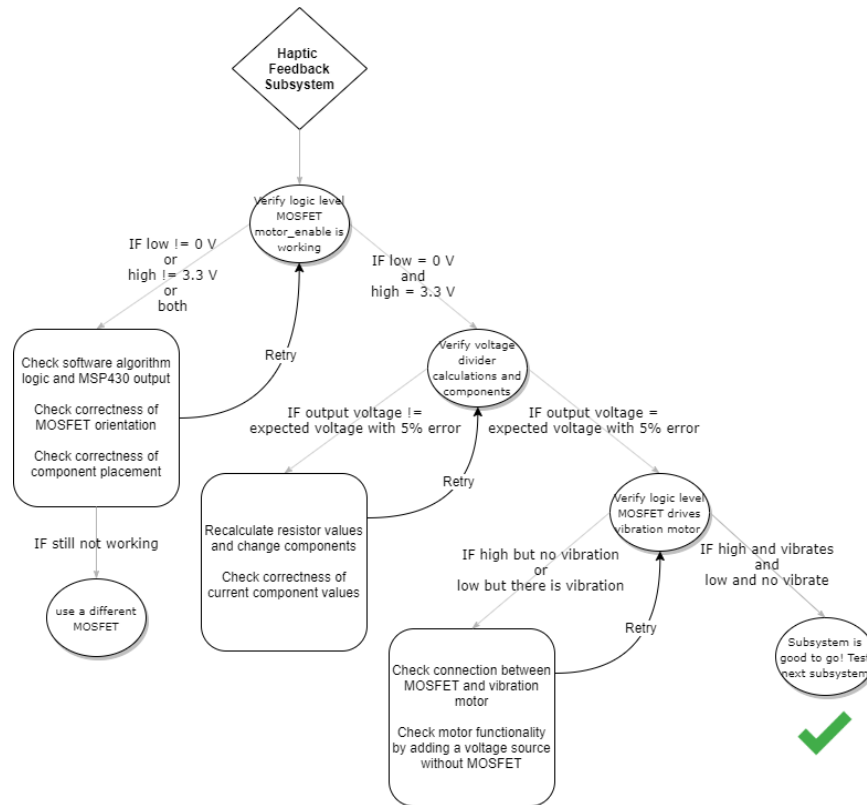 Haptic
Feedback
Subsystem
Verify logic level
MOSFET
motor_enable is
working
IF low != 0 V
or
high != 3.3 V
or
both
IF low = 0 V
and
high = 3.3 V
Retry
Check software algorithm
logic and MSP430 output
Check correctness of
MOSFET orientation
Check correctness of
component placement
Verify voltage
divider
calculations and
components
IF output voltage !=
expected voltage with 5% error
IF output voltage =
expected voltage with 5% error
Retry
IF still not working
use a different
MOSFET
Recalculate resistor values
and change components
Check correctness of
current component values
Verify logic level
MOSFET drives
vibration motor
IF high but no vibration
or
low but there is vibration
IF high and vibrates
and
low and no vibrate
Retry
Check connection between
MOSFET and vibration
motor
Check motor functionality
by adding a voltage source
without MOSFET
Subsystem is
good to go! Test
next subsystem